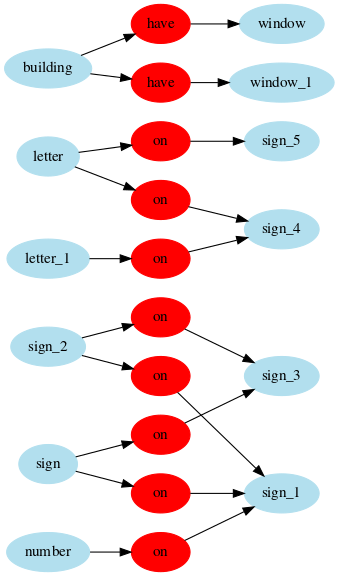 have
window
building
have
window_1
on
sign_5
letter
on
sign_4
letter_1
on
on
sign_2
sign_3
on
on
sign
sign_1
on
number
on